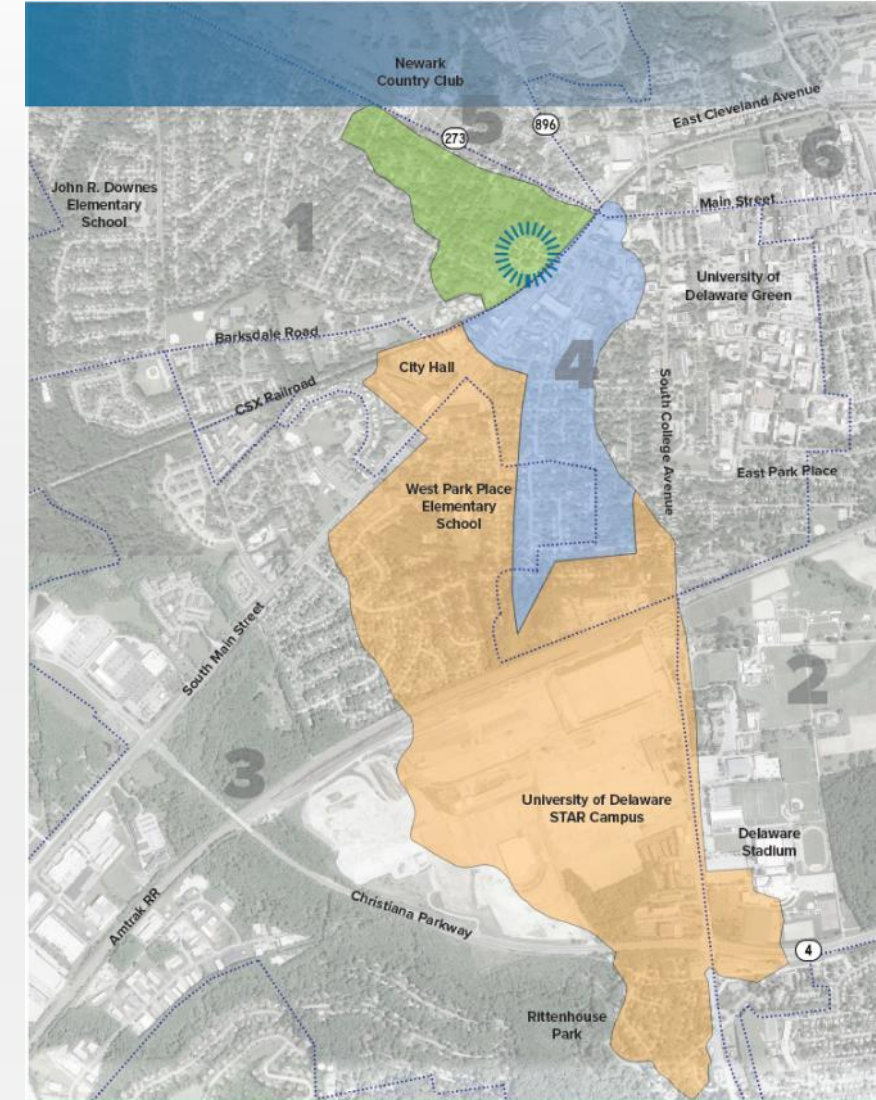 Newark
Country Club
5
273
896
East Cleveland Avenue
6
John R. Downes
Elementary
School
1
Main Street
University of
Delaware Green
Barksdale Road
City Hall
4
CSX Railroad
South College Avenue
West Park Place
Elementary
School
East Park Place
South Main Street
2
3
University of Delaware
STAR Campus
Delaware
Stadium
Amtrak RR
Christiana Parkway
4
Rittenhouse
Park